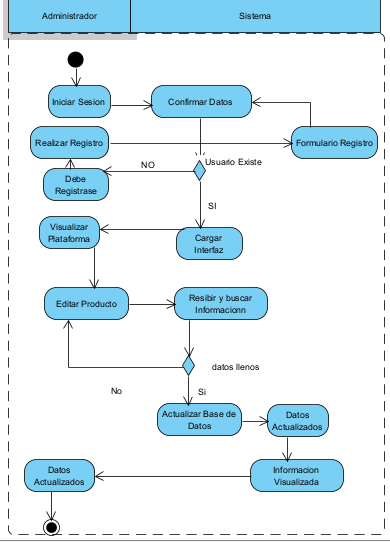 Administrador
Sistema
Iniciar Sesion
Confirmar Datos
Realizar Registro
Formulario Registro
Usuario Existe
NO
Debe
Registrase
SI
Visualizar
Plataforma
Cargar
Interfaz
Editar Producto
Resibir y buscar
Informacionn
datos llenos
No
Si
Actualizar Base de
Datos
Datos
Actualizados
Datos
Actualizados
Informacion
Visualizada